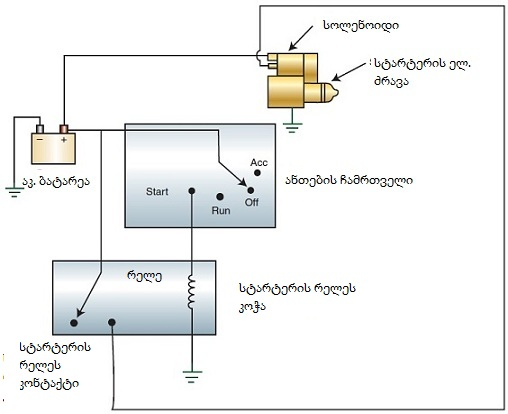 სოლენოიდი
სტარტერის ელ.
ძრავა
− +
აკ. ბატარეა
Acc
Start
Off
Run
ანთების ჩამრთველი
რელე
სტარტერის რელეს
კოჭა
სტარტერის
რელეს
კონტაქტი